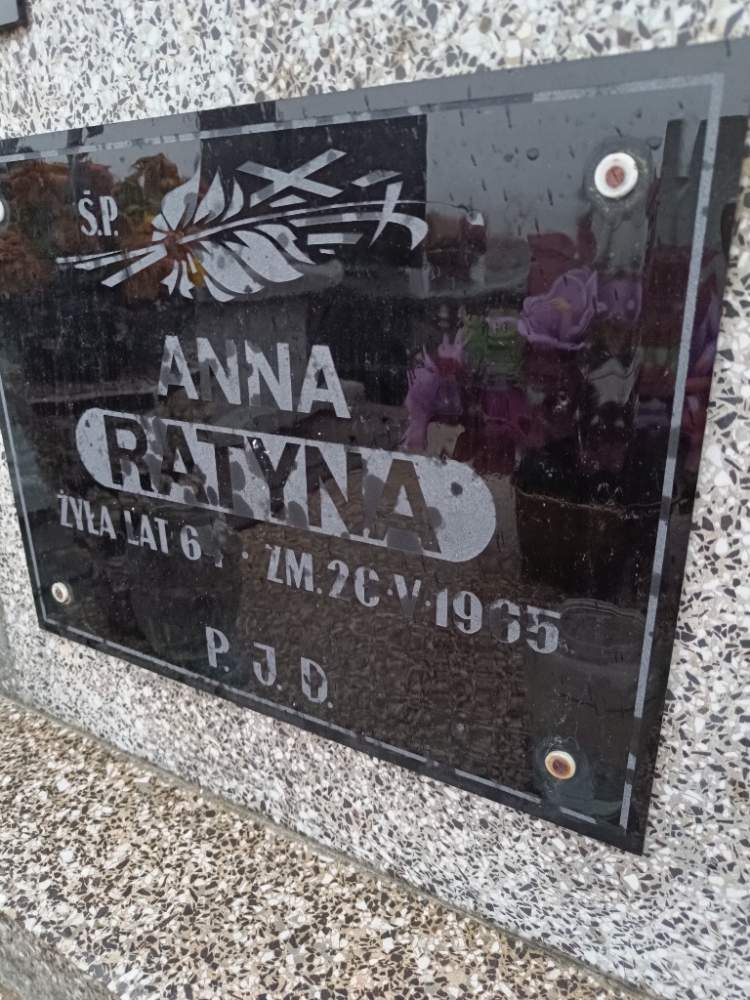 Ś.P.
ANNA
RATYNA
ŻYŁA LAT · ZM. V·1965
P. J. D.